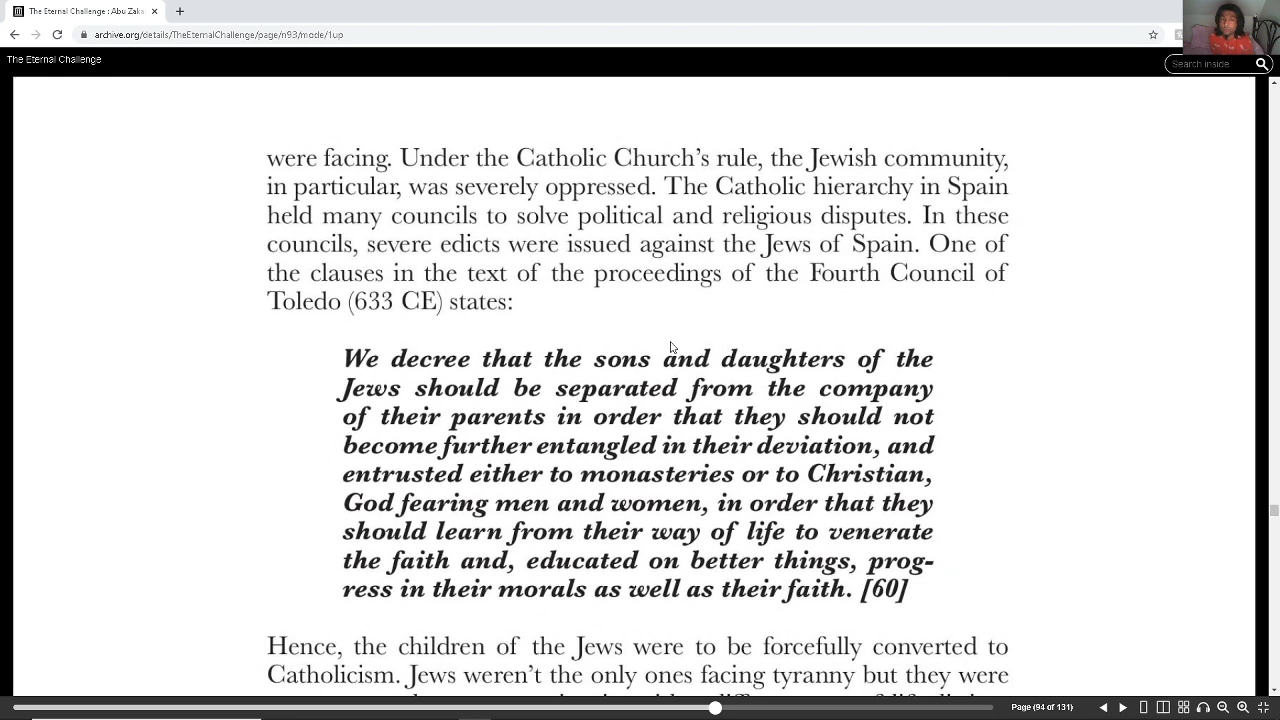 The Eternal Challenge : Abu Zaka
archive.org/details/TheEternalChallenge/page/n93/mode/1up
The Eternal Challenge
Search inside
were facing. Under the Catholic Church's rule, the Jewish community,
in particular, was severely oppressed. The Catholic hierarchy in Spain
held many councils to solve political and religious disputes. In these
councils, severe edicts were issued against the Jews of Spain. One of
the clauses in the text of the proceedings of the Fourth Council of
Toledo (633 CE) states:
We decree that the sons and daughters of the
Jews should be separated from the company
of their parents in order that they should not
become further entangled in their deviation, and
entrusted either to monasteries or to Christian,
God fearing men and women, in order that they
should learn from their way of life to venerate
the faith and, educated on better things, prog-
ress in their morals as well as their faith. [60]
Hence, the children of the Jews were to be forcefully converted to
Catholicism. Jews weren't the only ones facing tyranny but they were
Page (94 of 131)